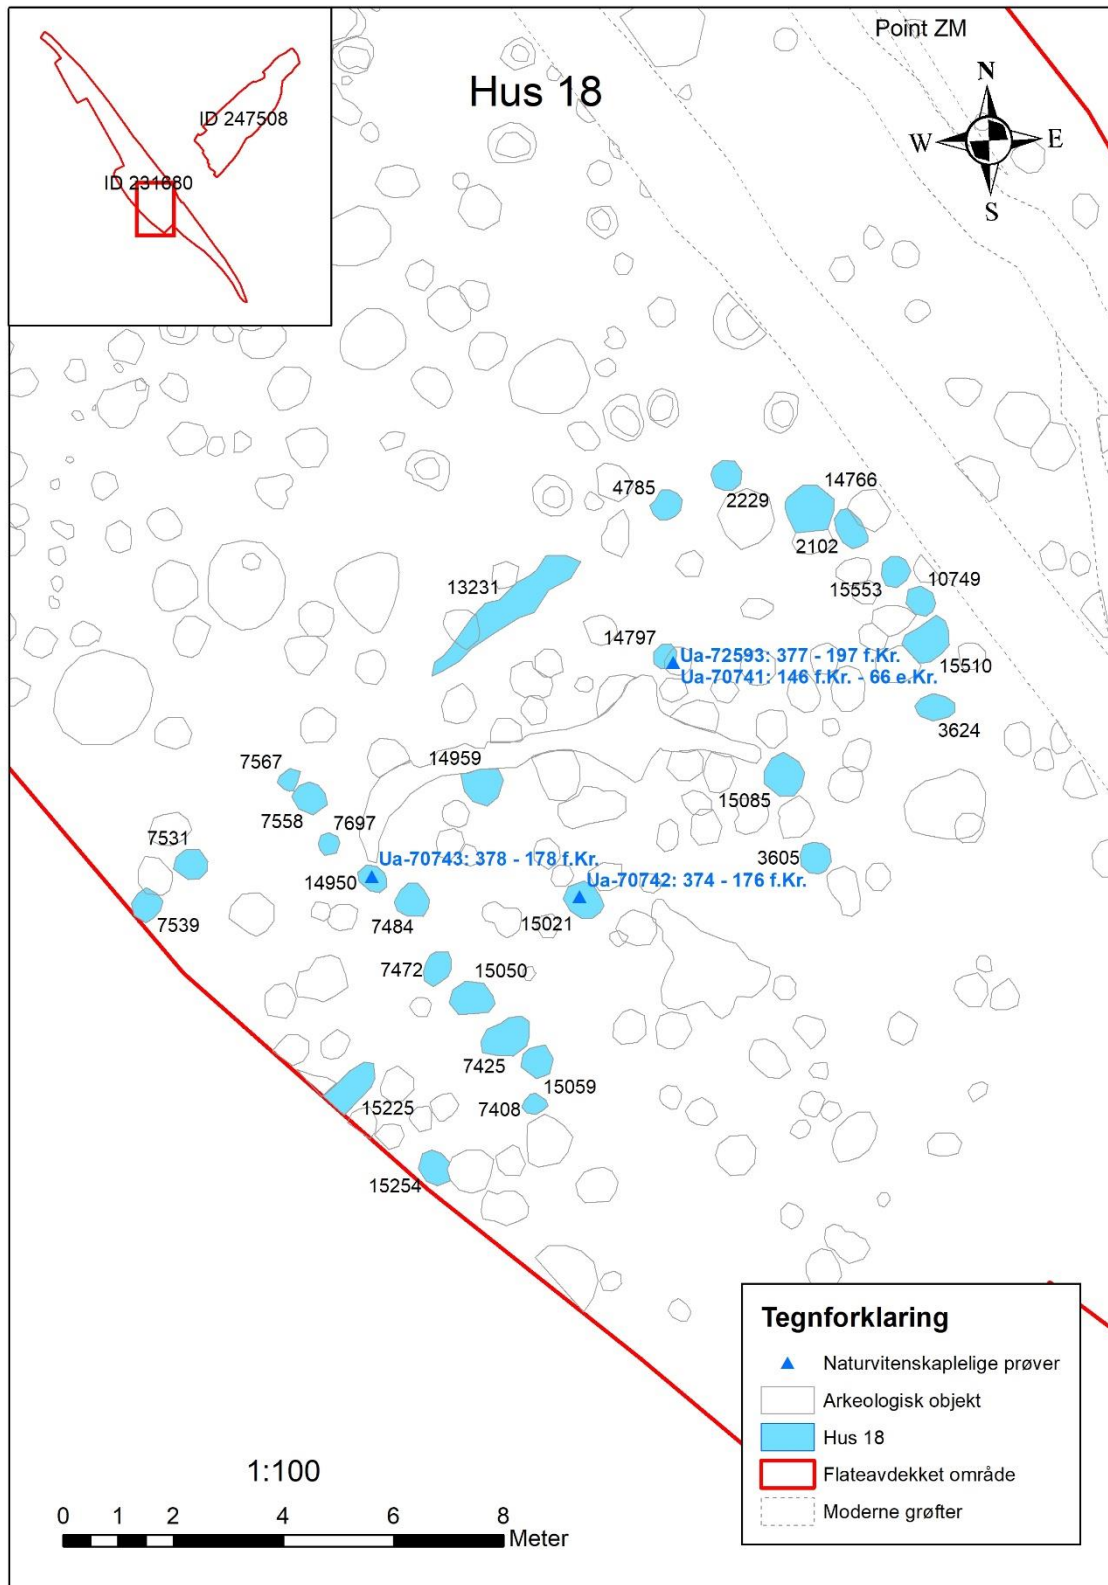 Point ZM
Hus 18
N
W
E
S
ID 247508
ID 231680
4785
2229
14766
2102
13231
15553
10749
14797
Ua-72593: 377 - 197 f.Kr.
Ua-70741: 146 f.Kr. - 66 e.Kr.
15510
3624
14959
7567
15085
7558
7697
7531
Ua-70743: 378 - 178 f.Kr.
3605
14950
Ua-70742: 374 - 176 f.Kr.
7539
7484
15021
7472
15050
7425
15059
15225
7408
15254
Tegnforklaring
Naturvitenskaplelige prøver
Arkeologisk objekt
Hus 18
Flateavdekket område
Moderne grøfter
1:100
0 1 2 4 6 8
Meter